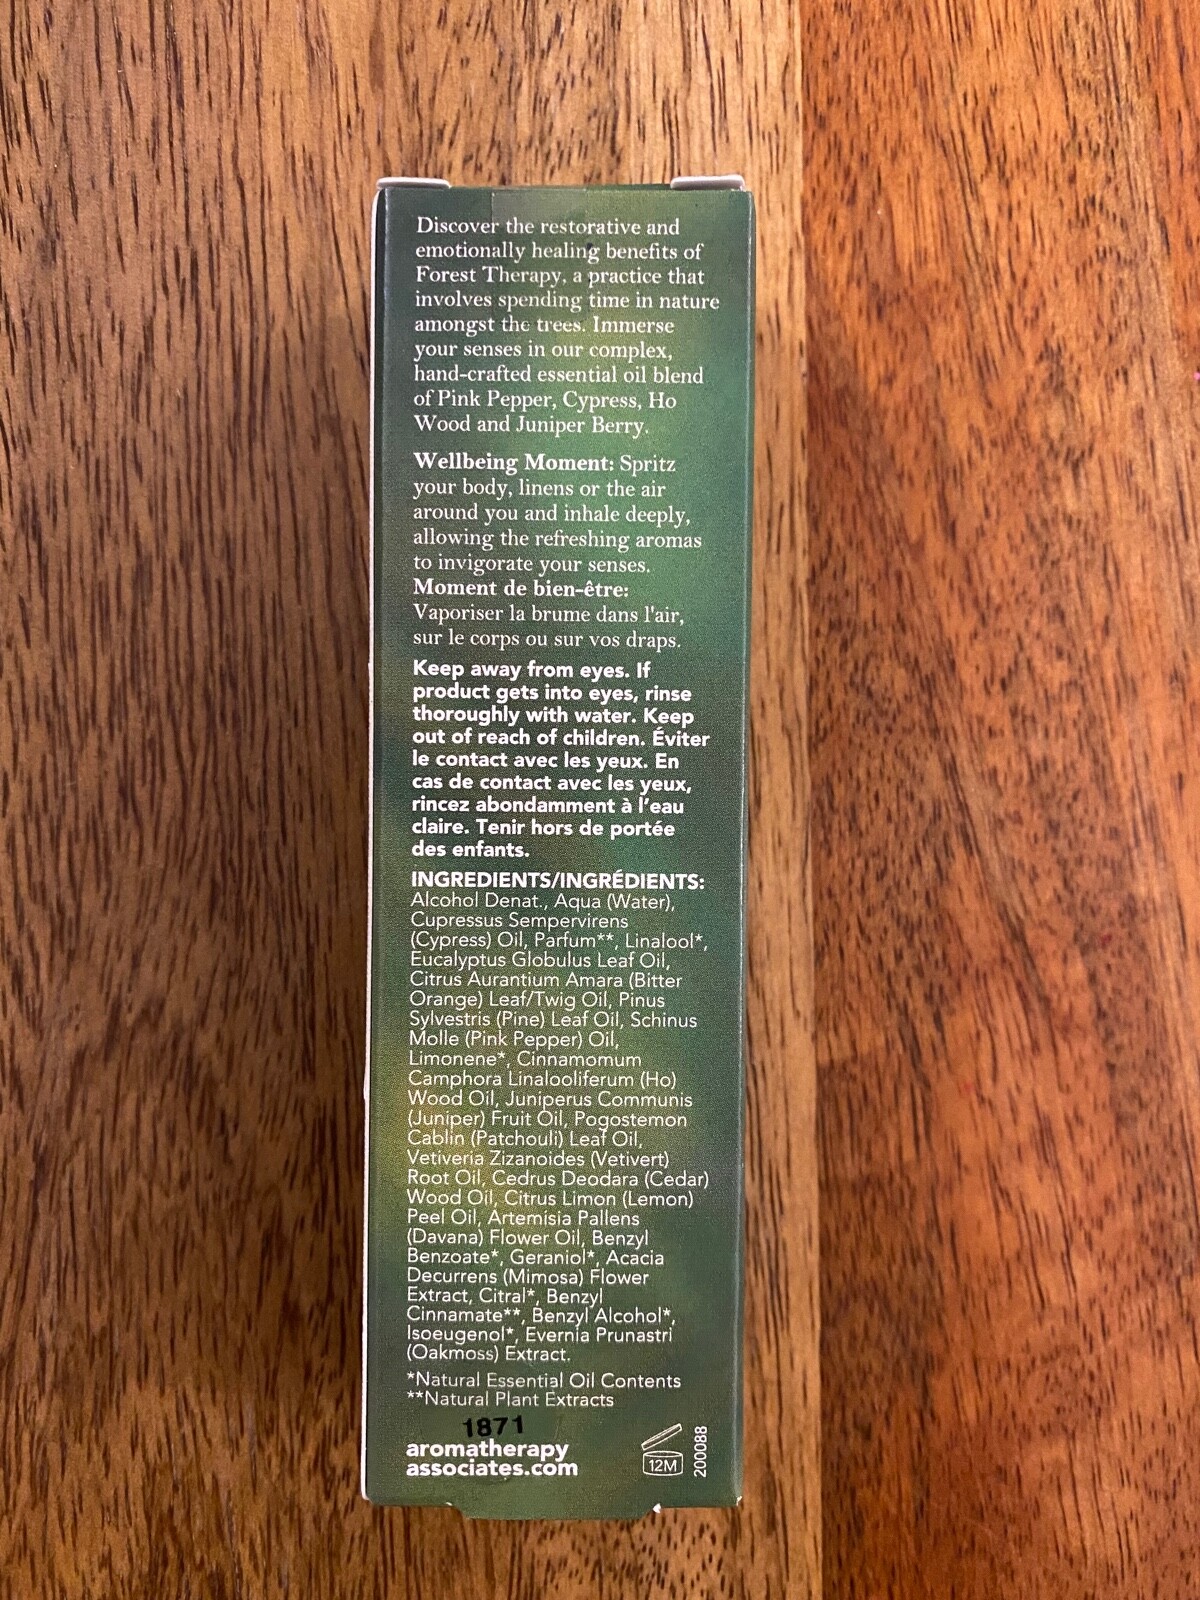 Discover the restorative and
emotionally healing benefits of
Forest Therapy, a practice that
involves spending time in nature
amongst the trees. Immerse
your senses in our complex,
hand-crafted essential oil blend
of Pink Pepper, Cypress, Ho
Wood and Juniper Berry.
Wellbeing Moment: Spritz
your body, linens or the air
around you and inhale deeply,
allowing the refreshing aromas
to invigorate your senses.
Moment de bien-être:
Vaporiser la brume dans l'air,
sur le corps ou sur vos draps.
Keep away from eyes. If
product gets into eyes, rinse
thoroughly with water. Keep
out of reach of children. Éviter
le contact avec les yeux. En
cas de contact avec les yeux,
rincez abondamment à l'eau
claire. Tenir hors de portée
des enfants.
INGREDIENTS/INGRÉDIENTS:
Alcohol Denat., Aqua (Water),
Cupressus Sempervirens
(Cypress) Oil, Parfum**, Linalool*,
Eucalyptus Globulus Leaf Oil,
Citrus Aurantium Amara (Bitter
Orange) Leaf/Twig Oil, Pinus
Sylvestris (Pine) Leaf Oil, Schinus
Molle (Pink Pepper) Oil,
Limonene*, Cinnamomum
Camphora Linalooliferum (Ho)
Wood Oil, Juniperus Communis
(Juniper) Fruit Oil, Pogostemon
Cablin (Patchouli) Leaf Oil,
Vetiveria Zizanoides (Vetivert)
Root Oil, Cedrus Deodara (Cedar)
Wood Oil, Citrus Limon (Lemon)
Peel Oil, Artemisia Pallens
(Davana) Flower Oil, Benzyl
Benzoate*, Geraniol*, Acacia
Decurrens (Mimosa) Flower
Extract, Citral*, Benzyl
Cinnamate**, Benzyl Alcohol*,
Isoeugenol*, Evernia Prunastri
(Oakmoss) Extract.
*Natural Essential Oil Contents
**Natural Plant Extracts
1871
aromatherapy
associates.com
12M
200088